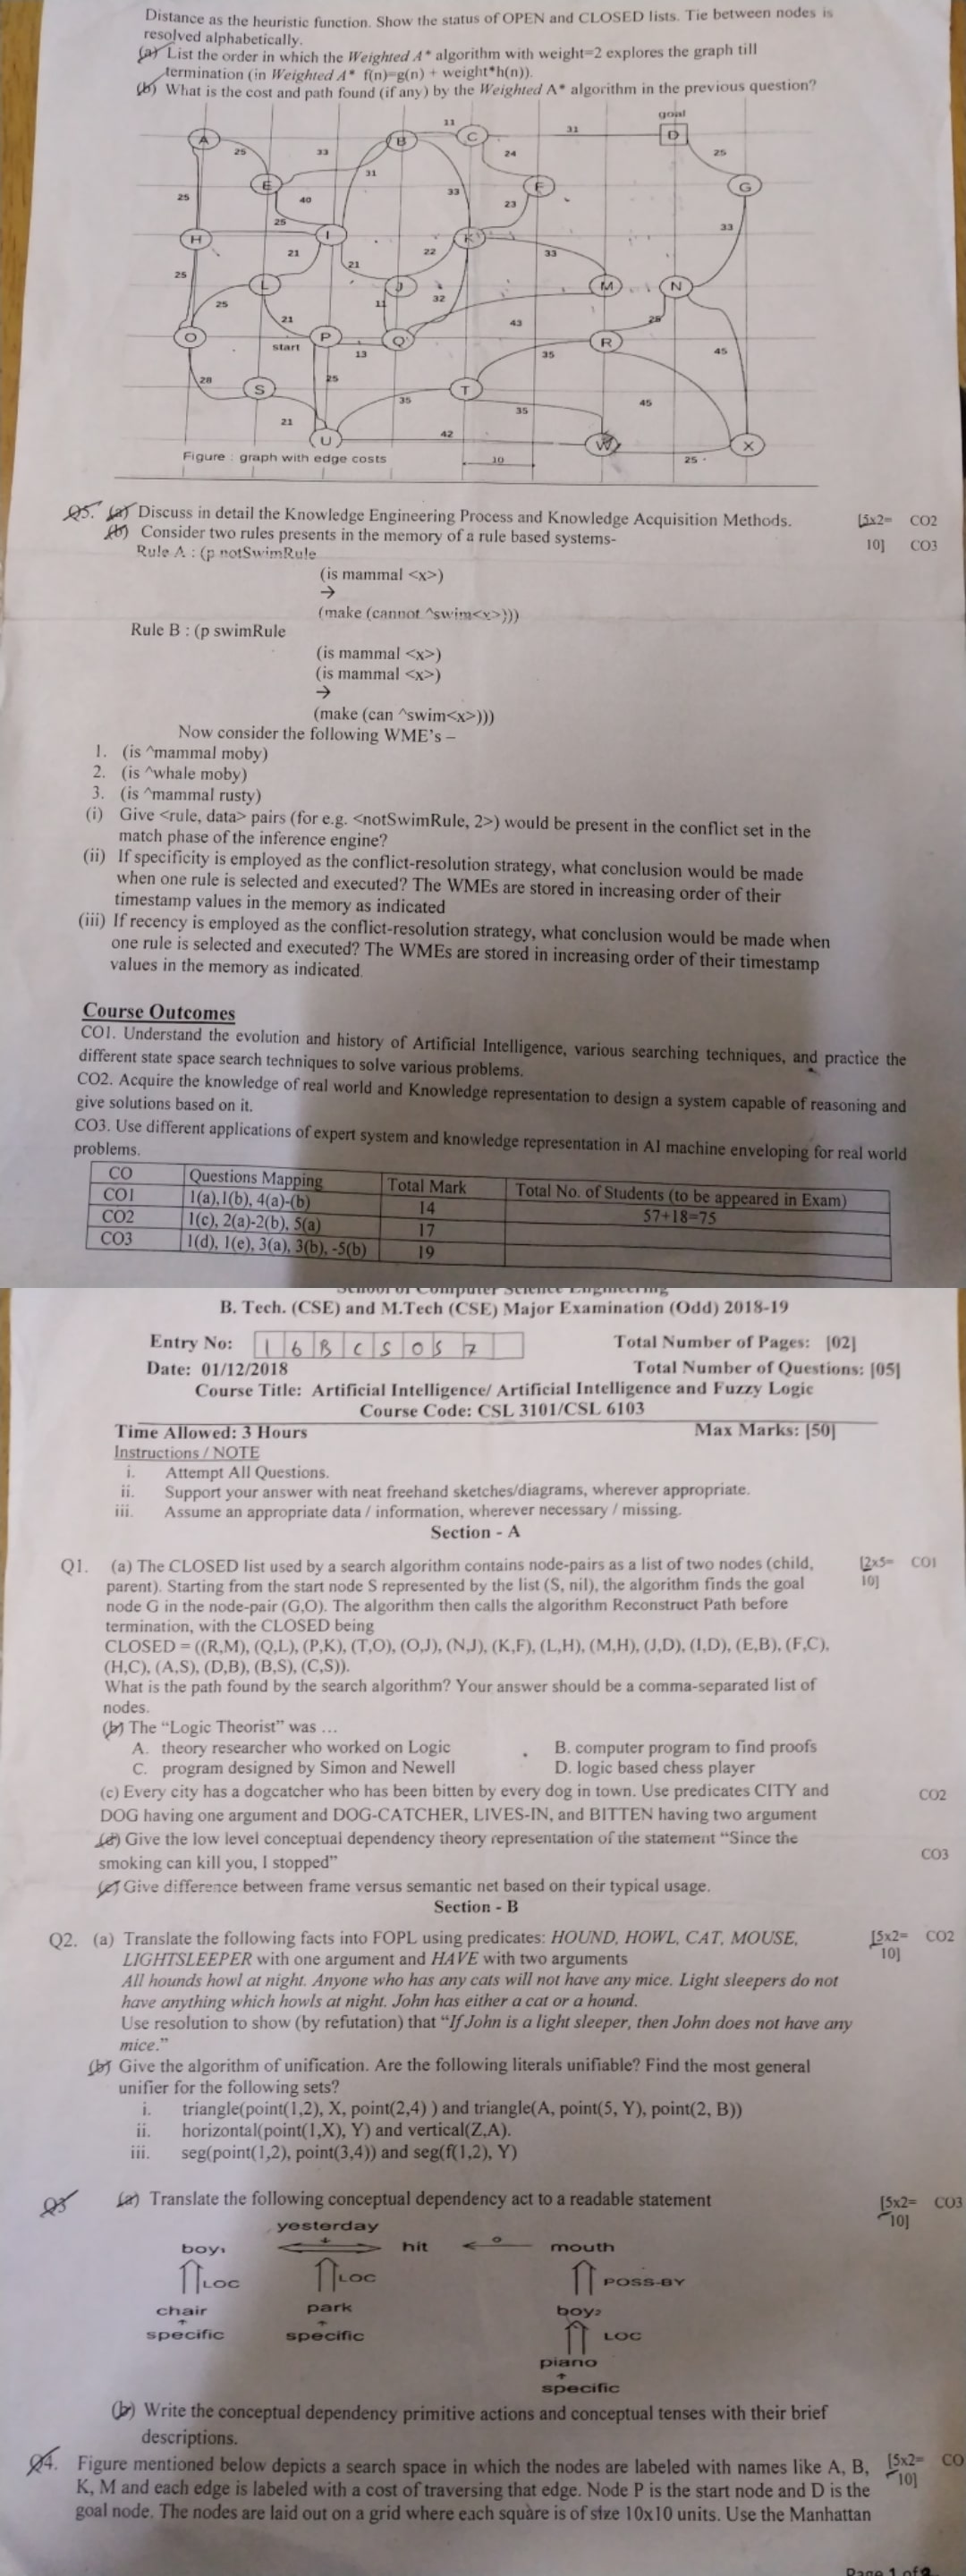 Distance as the heuristic function. Show the status of OPEN and CLOSED lists. Tie between nodes is
resolved alphabetically.
(a) List the order in which the Weighted A* algorithm with weight=2 explores the graph till
termination (in Weighted A* f(n)=g(n) + weight*h(n)).
(b) What is the cost and path found (if any) by the Weighted A* algorithm in the previous question?
goal
A 25 33 B 11 C 31 D
25 E 40 31 33 24 F 25 G
23
H 25 I K 33
21 21 22 33
25 L J M N
25 11 32
21 43 25
O start P 13 Q 35 R 45
28 S 25 35 T
35 45
21
U 42 W X
Figure : graph with edge costs 10 25
Q5. (a) Discuss in detail the Knowledge Engineering Process and Knowledge Acquisition Methods. [5x2= CO2
(b) Consider two rules presents in the memory of a rule based systems- 10] CO3
Rule A : (p notSwimRule
(is mammal <x>)
→
(make (cannot ^swim<x>)))
Rule B : (p swimRule
(is mammal <x>)
(is mammal <x>)
→
(make (can ^swim<x>)))
Now consider the following WME's –
1. (is ^mammal moby)
2. (is ^whale moby)
3. (is ^mammal rusty)
(i) Give <rule, data> pairs (for e.g. <notSwimRule, 2>) would be present in the conflict set in the
match phase of the inference engine?
(ii) If specificity is employed as the conflict-resolution strategy, what conclusion would be made
when one rule is selected and executed? The WMEs are stored in increasing order of their
timestamp values in the memory as indicated
(iii) If recency is employed as the conflict-resolution strategy, what conclusion would be made when
one rule is selected and executed? The WMEs are stored in increasing order of their timestamp
values in the memory as indicated.
Course Outcomes
CO1. Understand the evolution and history of Artificial Intelligence, various searching techniques, and practice the
different state space search techniques to solve various problems.
CO2. Acquire the knowledge of real world and Knowledge representation to design a system capable of reasoning and
give solutions based on it.
CO3. Use different applications of expert system and knowledge representation in AI machine enveloping for real world
problems.
CO Questions Mapping Total Mark Total No. of Students (to be appeared in Exam)
CO1 1(a),1(b), 4(a)-(b) 14 57+18=75
CO2 1(c), 2(a)-2(b), 5(a) 17
CO3 1(d), 1(e), 3(a), 3(b), -5(b) 19
School of Computer Science Engineering
B. Tech. (CSE) and M.Tech (CSE) Major Examination (Odd) 2018-19
Entry No: 16BCS057 Total Number of Pages: [02]
Date: 01/12/2018 Total Number of Questions: [05]
Course Title: Artificial Intelligence/ Artificial Intelligence and Fuzzy Logic
Course Code: CSL 3101/CSL 6103
Time Allowed: 3 Hours Max Marks: [50]
Instructions / NOTE
i. Attempt All Questions.
ii. Support your answer with neat freehand sketches/diagrams, wherever appropriate.
iii. Assume an appropriate data / information, wherever necessary / missing.
Section - A
Q1. (a) The CLOSED list used by a search algorithm contains node-pairs as a list of two nodes (child, [2x5= CO1
parent). Starting from the start node S represented by the list (S, nil), the algorithm finds the goal 10]
node G in the node-pair (G,O). The algorithm then calls the algorithm Reconstruct Path before
termination, with the CLOSED being
CLOSED = ((R,M), (Q,L), (P,K), (T,O), (O,J), (N,J), (K,F), (L,H), (M,H), (J,D), (I,D), (E,B), (F,C),
(H,C), (A,S), (D,B), (B,S), (C,S)).
What is the path found by the search algorithm? Your answer should be a comma-separated list of
nodes.
(b) The “Logic Theorist” was …
A. theory researcher who worked on Logic B. computer program to find proofs
C. program designed by Simon and Newell D. logic based chess player
(c) Every city has a dogcatcher who has been bitten by every dog in town. Use predicates CITY and CO2
DOG having one argument and DOG-CATCHER, LIVES-IN, and BITTEN having two argument
(d) Give the low level conceptual dependency theory representation of the statement “Since the
smoking can kill you, I stopped” CO3
(e) Give difference between frame versus semantic net based on their typical usage.
Section - B
Q2. (a) Translate the following facts into FOPL using predicates: HOUND, HOWL, CAT, MOUSE, [5x2= CO2
LIGHTSLEEPER with one argument and HAVE with two arguments 10]
All hounds howl at night. Anyone who has any cats will not have any mice. Light sleepers do not
have anything which howls at night. John has either a cat or a hound.
Use resolution to show (by refutation) that “If John is a light sleeper, then John does not have any
mice.”
(b) Give the algorithm of unification. Are the following literals unifiable? Find the most general
unifier for the following sets?
i. triangle(point(1,2), X, point(2,4) ) and triangle(A, point(5, Y), point(2, B))
ii. horizontal(point(1,X), Y) and vertical(Z,A).
iii. seg(point(1,2), point(3,4)) and seg(f(1,2), Y)
Q3 (a) Translate the following conceptual dependency act to a readable statement [5x2= CO3
10]
yesterday
boy1 hit o mouth
LOC LOC POSS-BY
chair park boy2
specific specific LOC
piano
specific
(b) Write the conceptual dependency primitive actions and conceptual tenses with their brief
descriptions.
Q4. Figure mentioned below depicts a search space in which the nodes are labeled with names like A, B, [5x2= CO
K, M and each edge is labeled with a cost of traversing that edge. Node P is the start node and D is the 10]
goal node. The nodes are laid out on a grid where each square is of size 10x10 units. Use the Manhattan
Page 1 of 2